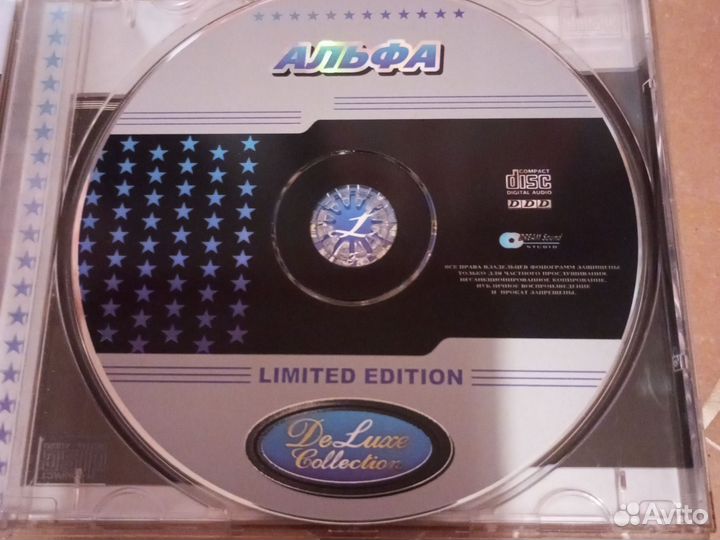 АЛЬФА
COMPACT
disc
DIGITAL AUDIO
DDD
DREAM Sound
STUDIO
ВСЕ ПРАВА ВЛАДЕЛЬЦЕВ ФОНОГРАММ ЗАЩИЩЕНЫ
ТОЛЬКО ДЛЯ ЧАСТНОГО ПРОСЛУШИВАНИЯ.
НЕСАНКЦИОНИРОВАННОЕ КОПИРОВАНИЕ,
ПУБЛИЧНОЕ ВОСПРОИЗВЕДЕНИЕ
И ПРОКАТ ЗАПРЕЩЕНЫ.
LIMITED EDITION
De Luxe
Collection
Avito